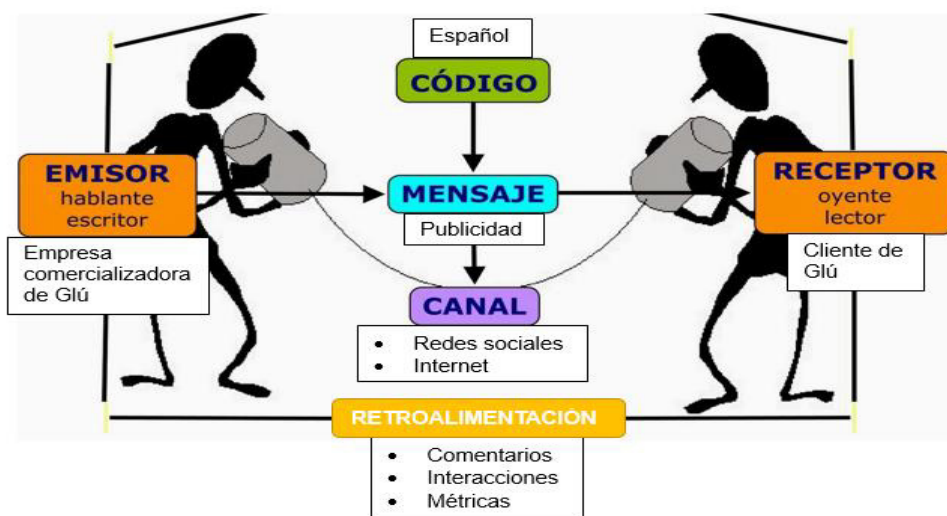 Español
CÓDIGO
EMISOR
hablante
escritor
Empresa
comercializadora
de Glú
MENSAJE
Publicidad
RECEPTOR
oyente
lector
Cliente de
Glú
CANAL
• Redes sociales
• Internet
RETROALIMENTACIÓN
• Comentarios
• Interacciones
• Métricas